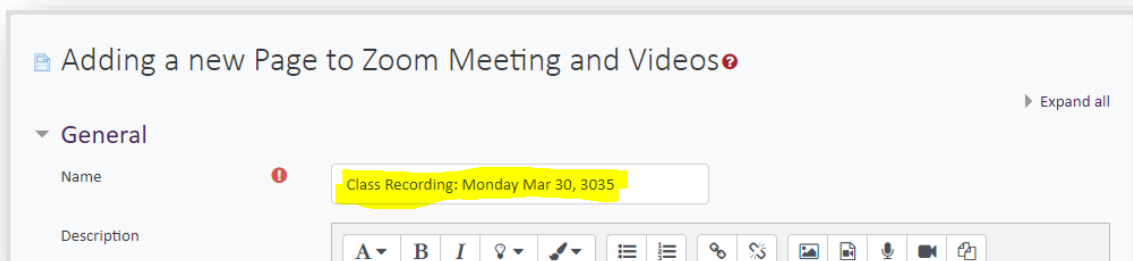 Adding a new Page to Zoom Meeting and Videos
Expand all
General
Name
Class Recording: Monday Mar 30, 3035
Description
A B I